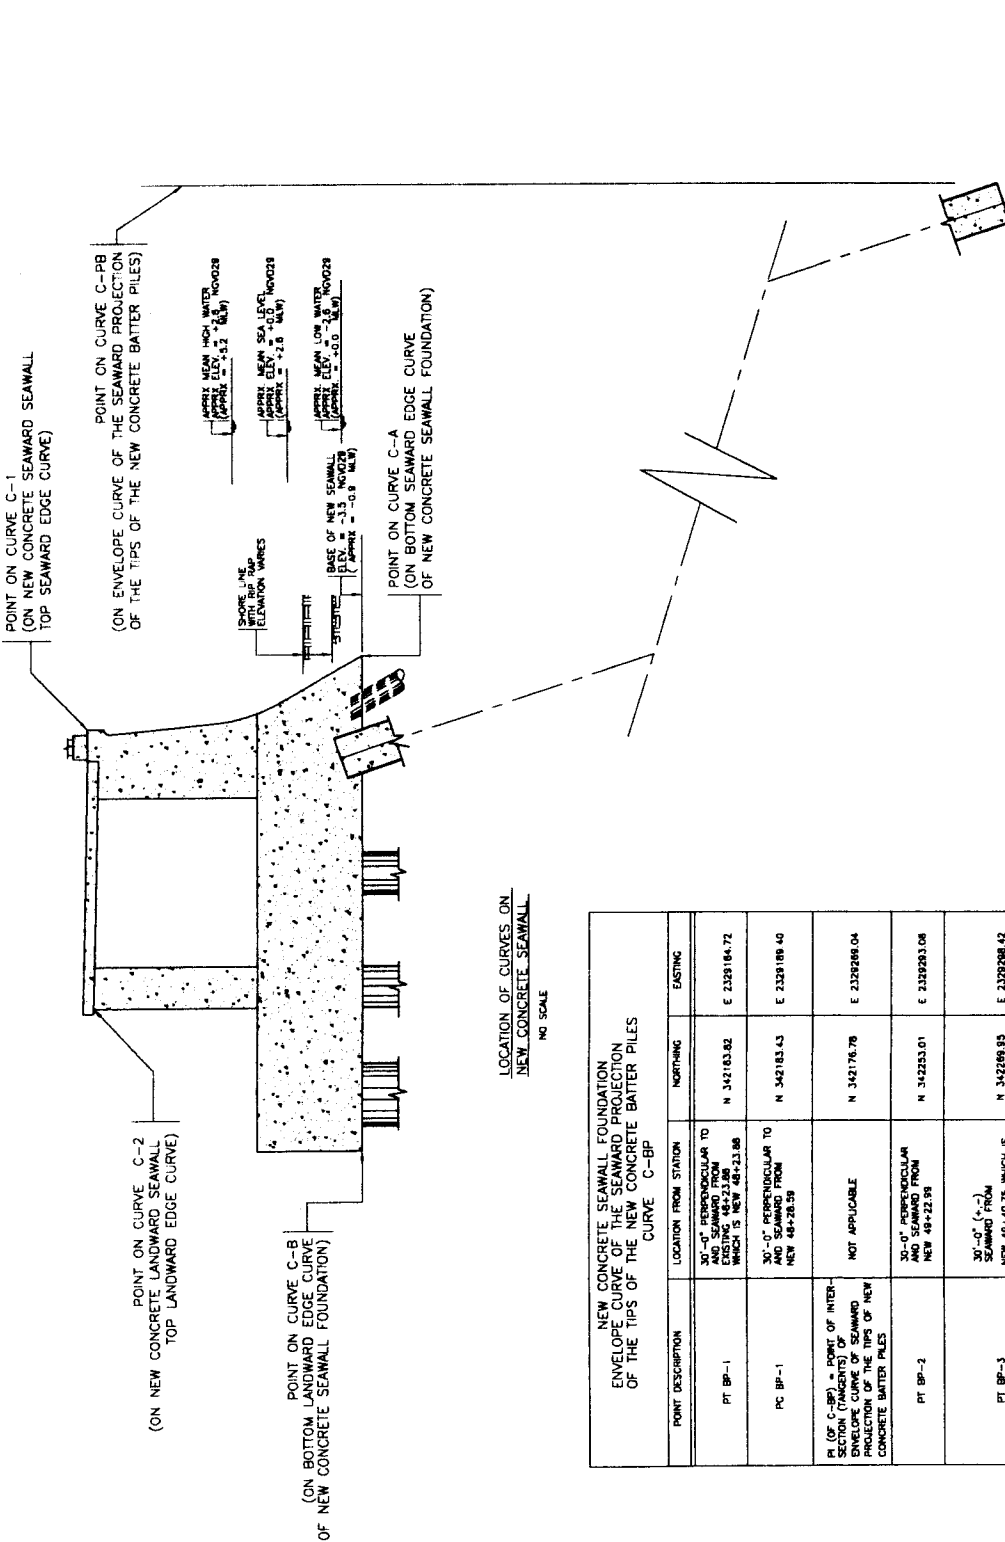 POINT ON CURVE C-1
(ON NEW CONCRETE SEAWARD SEAWALL
TOP SEAWARD EDGE CURVE)
POINT ON CURVE C-PB
(ON ENVELOPE CURVE OF THE SEAWARD PROJECTION
OF THE TIPS OF THE NEW CONCRETE BATTER PILES)
APPRX MEAN HIGH WATER
APPRX ELEV. = +2.6 NGVD29
(APPRX = +5.2 MLW)
APPRX MEAN SEA LEVEL
APPRX ELEV. = +0.0 NGVD29
(APPRX = +2.6 MLW)
APPRX MEAN LOW WATER
APPRX ELEV = -2.6 NGVD29
(APPRX. = +0.0 MLW)
SHORE LINE
WITH RIP RAP
ELEVATION VARIES
BASE OF NEW SEAWALL
ELEV. = -3.5 NGVD29
( APPRX = -0.9 MLW)
POINT ON CURVE C-A
(ON BOTTOM SEAWARD EDGE CURVE
OF NEW CONCRETE SEAWALL FOUNDATION)
POINT ON CURVE C-2
(ON NEW CONCRETE LANDWARD SEAWALL
TOP LANDWARD EDGE CURVE)
POINT ON CURVE C-B
(ON BOTTOM LANDWARD EDGE CURVE
OF NEW CONCRETE SEAWALL FOUNDATION)
LOCATION OF CURVES ON
NEW CONCRETE SEAWALL
NO SCALE
NEW CONCRETE SEAWALL FOUNDATION
ENVELOPE CURVE OF THE SEAWARD PROJECTION
OF THE TIPS OF THE NEW CONCRETE BATTER PILES
CURVE C-BP
POINT DESCRIPTION LOCATION FROM STATION NORTHING EASTING
PT BP-1
30'-0" PERPENDICULAR TO
AND SEAWARD FROM
EXISTING 48+23.86
WHICH IS NEW 48+23.86
N 342183.82 E 2329184.72
PC BP-1
30'-0" PERPENDICULAR TO
AND SEAWARD FROM
NEW 48+28.59
N 342183.43 E 2329189.40
PI (OF C-BP) = POINT OF INTER-
SECTION (TANGENTS) OF
ENVELOPE CURVE OF SEAWARD
PROJECTION OF THE TIPS OF NEW
CONCRETE BATTER PILES
NOT APPLICABLE
N 342176.78 E 2329269.04
PT BP-2
30-0" PERPENDICULAR
AND SEAWARD FROM
NEW 49+22.99
N 342253.01 E 2329293.08
PT BP-3
30'-0" (+,-)
SEAWARD FROM
N 342269.95 E 2329298.42